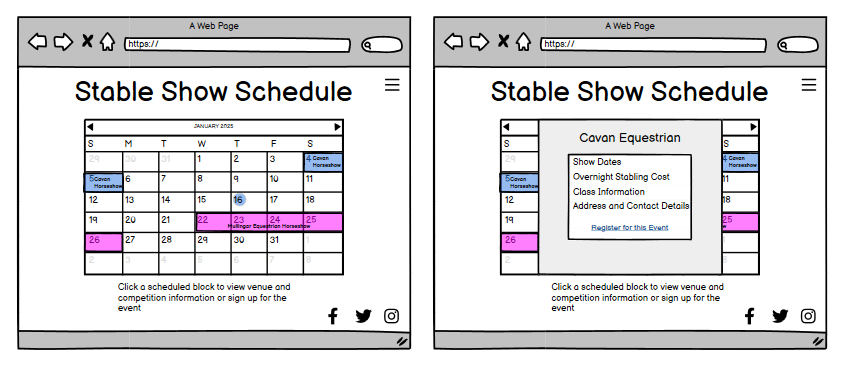 A Web Page
https://
Stable Show Schedule
JANUARY 2025
S M T W T F S
29 30 31 1 2 3 4 Cavan Horseshow
5 Cavan Horseshow 6 7 8 9 10 11
12 13 14 15 16 17 18
19 20 21 22 23 24 25
Mullingar Equestrian Horseshow
26 27 28 29 30 31 1
2 3 4 5 6 7 8
Click a scheduled block to view venue and
competition information or sign up for the
event
A Web Page
https://
Stable Show Schedule
Cavan Equestrian
Show Dates
Overnight Stabling Cost
Class Information
Address and Contact Details
Register for this Event
S S
29 4 Cavan Horseshow
5 Cavan Horseshow 11
12 18
19 25
26 1
2 8
Click a scheduled block to view venue and
competition information or sign up for the
event